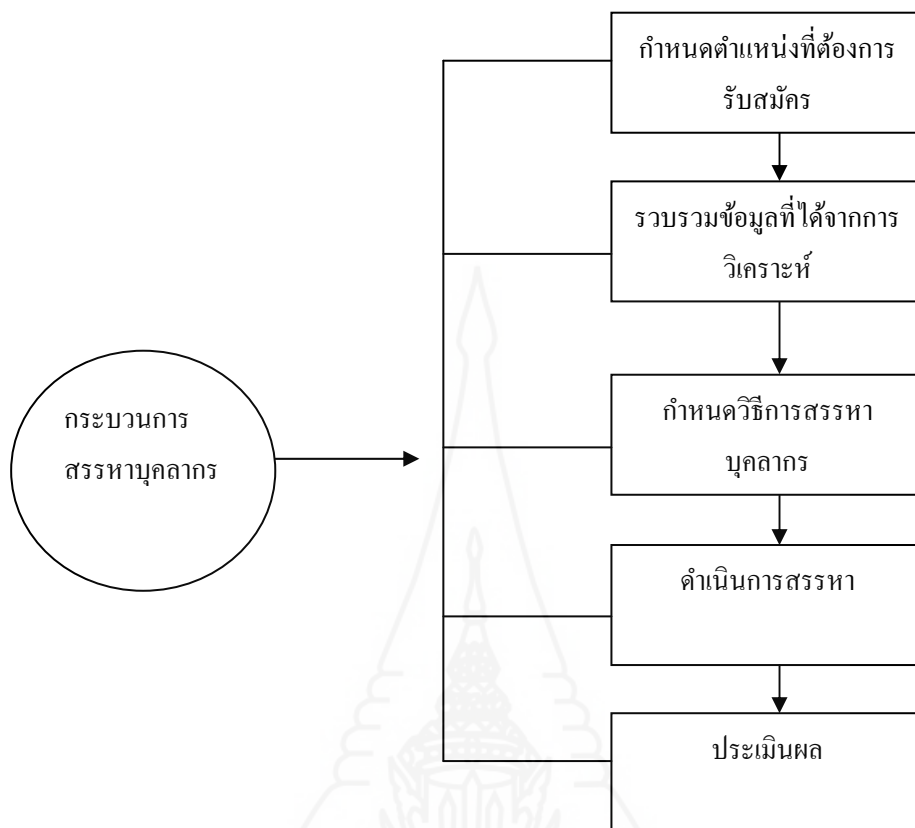 กำหนดตำแหน่งที่ต้องการ
รับสมัคร
รวบรวมข้อมูลที่ได้จากการ
วิเคราะห์
กระบวนการ
สรรหาบุคลากร
กำหนดวิธีการสรรหา
บุคลากร
ดำเนินการสรรหา
ประเมินผล